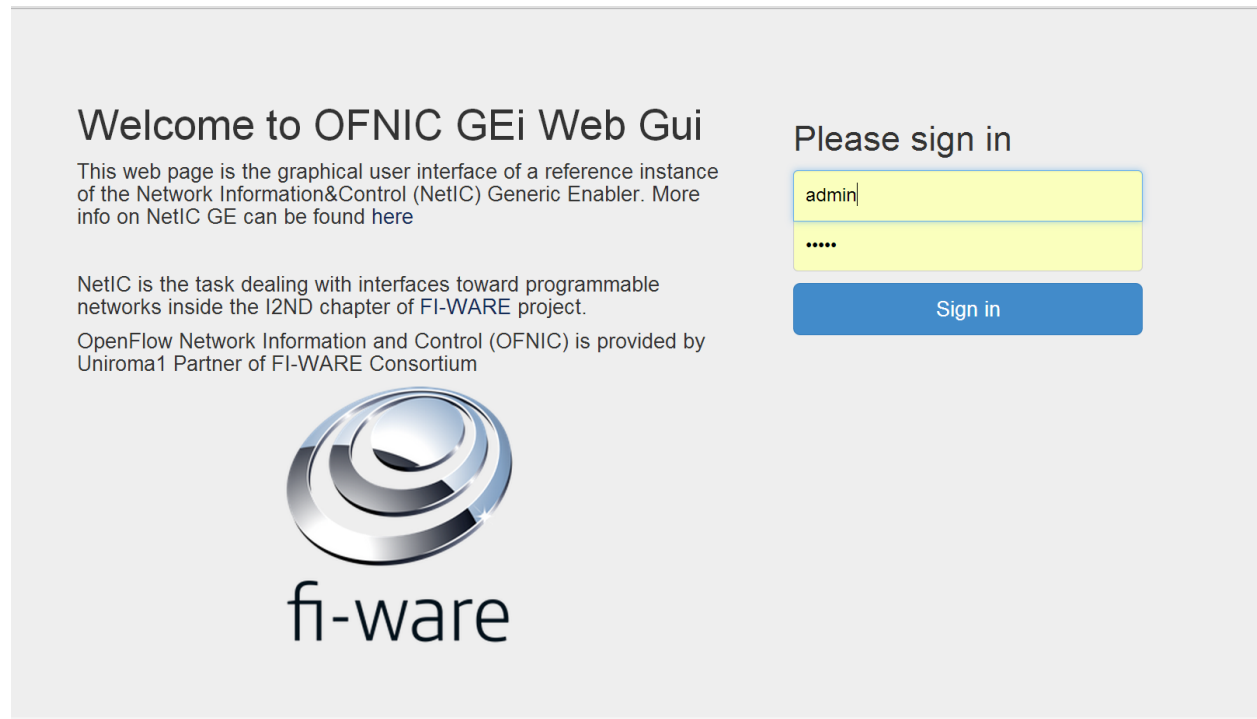 Welcome to OFNIC GEi Web Gui
This web page is the graphical user interface of a reference instance
of the Network Information&Control (NetIC) Generic Enabler. More
info on NetIC GE can be found here
NetIC is the task dealing with interfaces toward programmable
networks inside the I2ND chapter of FI-WARE project.
OpenFlow Network Information and Control (OFNIC) is provided by
Uniroma1 Partner of FI-WARE Consortium
fi-ware
Please sign in
admin
•••••
Sign in